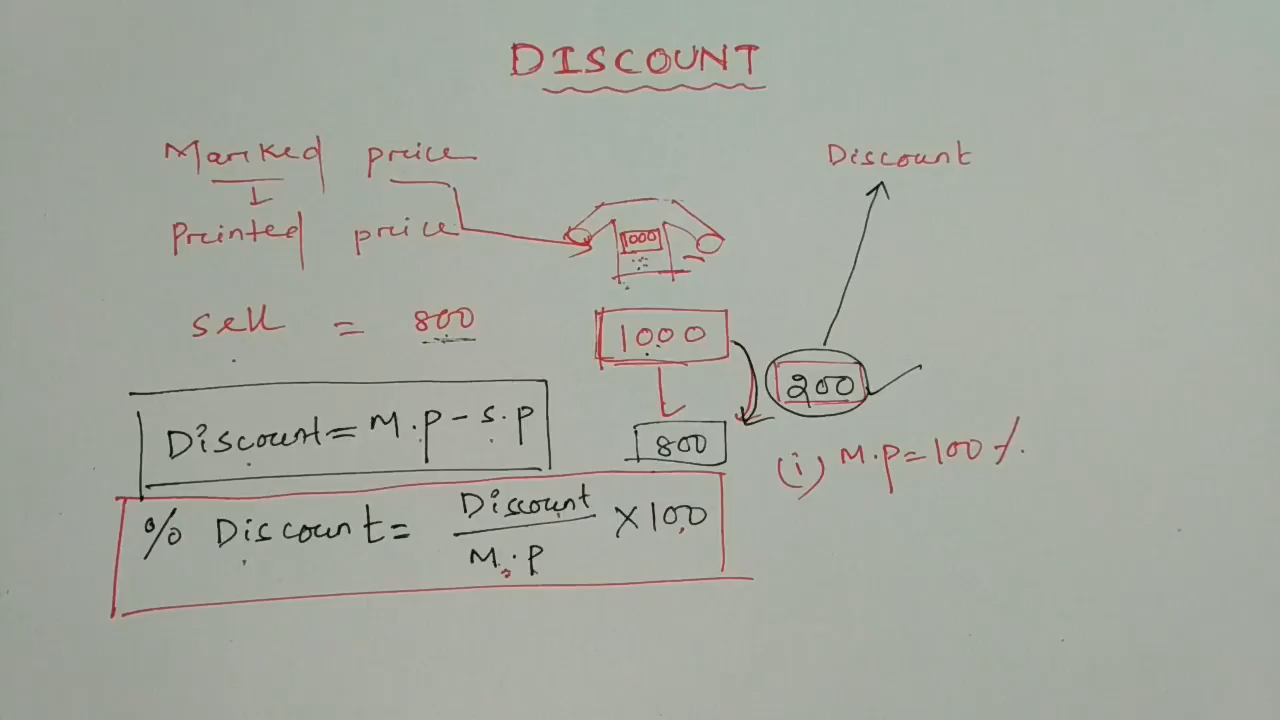 DISCOUNT
Marked price
Printed price
1000
Discount
sell = 800
1000
200
800
Discount = M.P - S.P
(i) M.P = 100 %
% Discount = Discount / M.P × 100